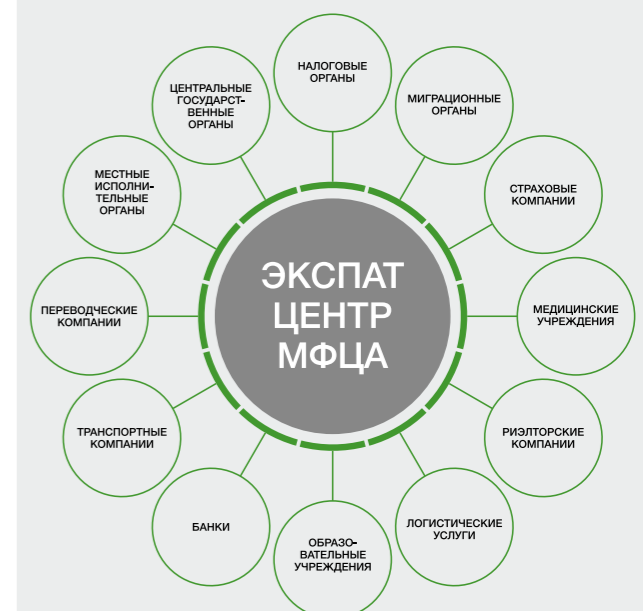 НАЛОГОВЫЕ
ОРГАНЫ
МИГРАЦИОННЫЕ
ОРГАНЫ
СТРАХОВЫЕ
КОМПАНИИ
МЕДИЦИНСКИЕ
УЧРЕЖДЕНИЯ
РИЭЛТОРСКИЕ
КОМПАНИИ
ЛОГИСТИЧЕСКИЕ
УСЛУГИ
ОБРАЗО-
ВАТЕЛЬНЫЕ
УЧРЕЖДЕНИЯ
БАНКИ
ТРАНСПОРТНЫЕ
КОМПАНИИ
ПЕРЕВОДЧЕСКИЕ
КОМПАНИИ
МЕСТНЫЕ
ИСПОЛНИ-
ТЕЛЬНЫЕ
ОРГАНЫ
ЦЕНТРАЛЬНЫЕ
ГОСУДАРСТ-
ВЕННЫЕ
ОРГАНЫ
ЭКСПАТ
ЦЕНТР
МФЦА